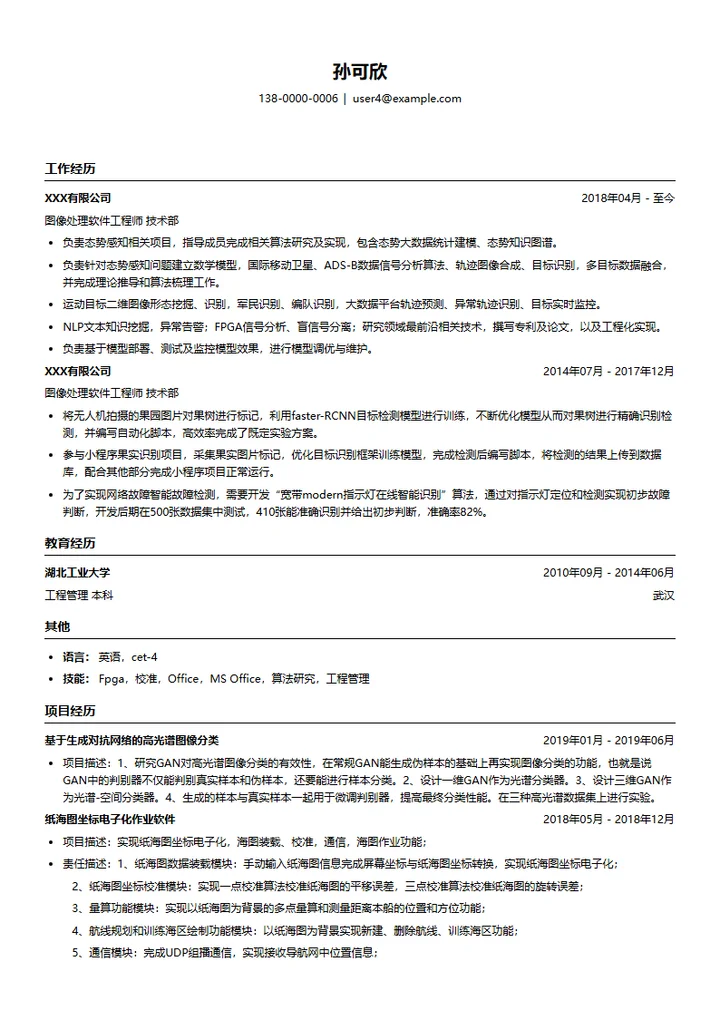 孙可欣
138-0000-0006 | user4@example.com
工作经历
XXX有限公司 2018年04月 - 至今
图像处理软件工程师 技术部
• 负责态势感知相关项目，指导成员完成相关算法研究及实现，包含态势大数据统计建模、态势知识图谱。
• 负责针对态势感知问题建立数学模型，国际移动卫星、ADS-B数据信号分析算法、轨迹图像合成、目标识别，多目标数据融合，
并完成理论推导和算法梳理工作。
• 运动目标二维图像形态挖掘、识别，军民识别、编队识别，大数据平台轨迹预测、异常轨迹识别、目标实时监控。
• NLP文本知识挖掘，异常告警；FPGA信号分析、盲信号分离；研究领域最前沿相关技术，撰写专利及论文，以及工程化实现。
• 负责基于模型部署、测试及监控模型效果，进行模型调优与维护。
XXX有限公司 2014年07月 - 2017年12月
图像处理软件工程师 技术部
• 将无人机拍摄的果园图片对果树进行标记，利用faster-RCNN目标检测模型进行训练，不断优化模型从而对果树进行精确识别检
测，并编写自动化脚本，高效率完成了既定实验方案。
• 参与小程序果实识别项目，采集果实图片标记，优化目标识别框架训练模型，完成检测后编写脚本，将检测的结果上传到数据
库，配合其他部分完成小程序项目正常运行。
• 为了实现网络故障智能故障检测，需要开发“宽带modern指示灯在线智能识别”算法，通过对指示灯定位和检测实现初步故障
判断，开发后期在500张数据集中测试，410张能准确识别并给出初步判断，准确率82%。
教育经历
湖北工业大学 2010年09月 - 2014年06月
工程管理 本科 武汉
其他
• 语言： 英语，cet-4
• 技能： Fpga，校准，Office，MS Office，算法研究，工程管理
项目经历
基于生成对抗网络的高光谱图像分类 2019年01月 - 2019年06月
• 项目描述：1、研究GAN对高光谱图像分类的有效性，在常规GAN能生成伪样本的基础上再实现图像分类的功能，也就是说
GAN中的判别器不仅能判别真实样本和伪样本，还要能进行样本分类。2、设计一维GAN作为光谱分类器。3、设计三维GAN作
为光谱-空间分类器。4、生成的样本与真实样本一起用于微调判别器，提高最终分类性能。在三种高光谱数据集上进行实验。
纸海图坐标电子化作业软件 2018年05月 - 2018年12月
• 项目描述：实现纸海图坐标电子化，海图装载、校准，通信，海图作业功能；
• 责任描述：1、纸海图数据装载模块：手动输入纸海图信息完成屏幕坐标与纸海图坐标转换，实现纸海图坐标电子化；
2、纸海图坐标校准模块：实现一点校准算法校准纸海图的平移误差，三点校准算法校准纸海图的旋转误差；
3、量算功能模块：实现以纸海图为背景的多点量算和测量距离本船的位置和方位功能；
4、航线规划和训练海区绘制功能模块：以纸海图为背景实现新建、删除航线、训练海区功能；
5、通信模块：完成UDP组播通信，实现接收导航网中位置信息；